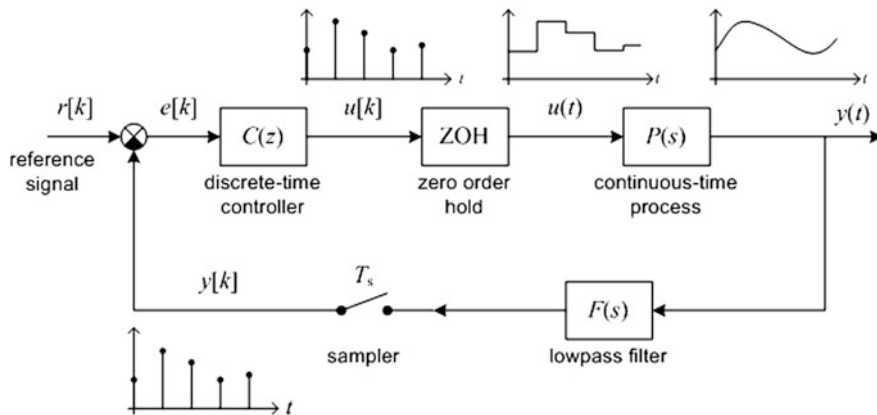 t
t
t
r[k]
e[k]
u[k]
u(t)
y(t)
C(z)
ZOH
P(s)
reference
signal
discrete-time
controller
zero order
hold
continuous-time
process
y[k]
T_s
F(s)
sampler
lowpass filter
t